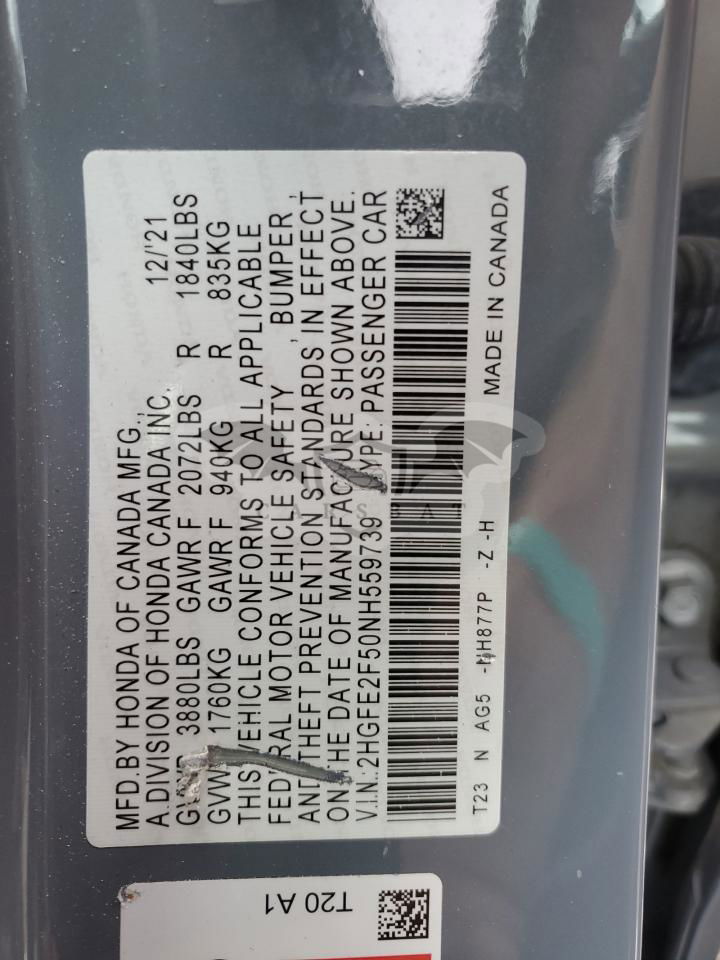 MFD.BY HONDA OF CANADA MFG.,
A DIVISION OF HONDA CANADA INC. 12/'21
3880LBS GAWR F 2072LBS R 1840LBS
GVWR 1760KG GAWR F 940KG R 835KG
THIS VEHICLE CONFORMS TO ALL APPLICABLE
FEDERAL MOTOR VEHICLE SAFETY , BUMPER ,
AND THEFT PREVENTION STANDARDS IN EFFECT
ON THE DATE OF MANUFACTURE SHOWN ABOVE.
V.I.N.:2HGFE2F50NH559739 TYPE: PASSENGER CAR
T23 N AG5 -NH877P -Z -H MADE IN CANADA
T20 A1
CARSBAT